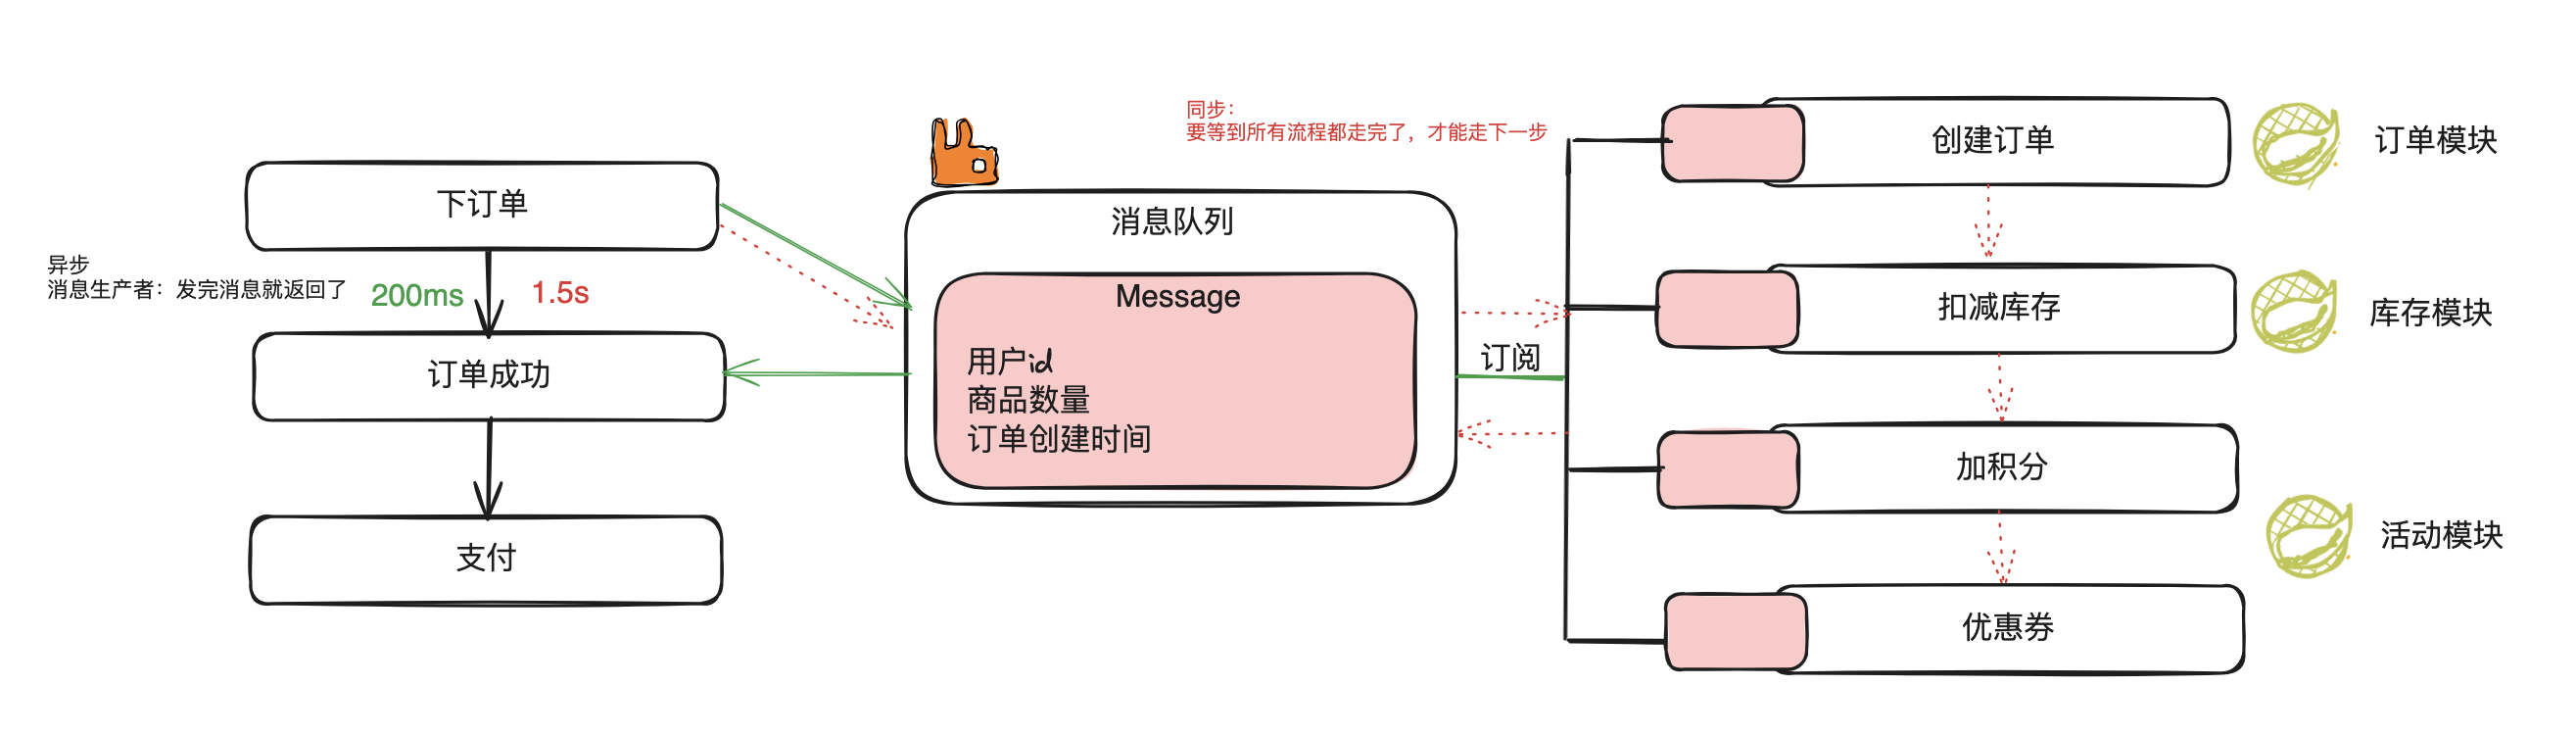 下订单
异步
消息生产者：发完消息就返回了
200ms
1.5s
订单成功
支付
消息队列
Message
用户id
商品数量
订单创建时间
同步：
要等到所有流程都走完了，才能走下一步
订阅
创建订单
订单模块
扣减库存
库存模块
加积分
活动模块
优惠券